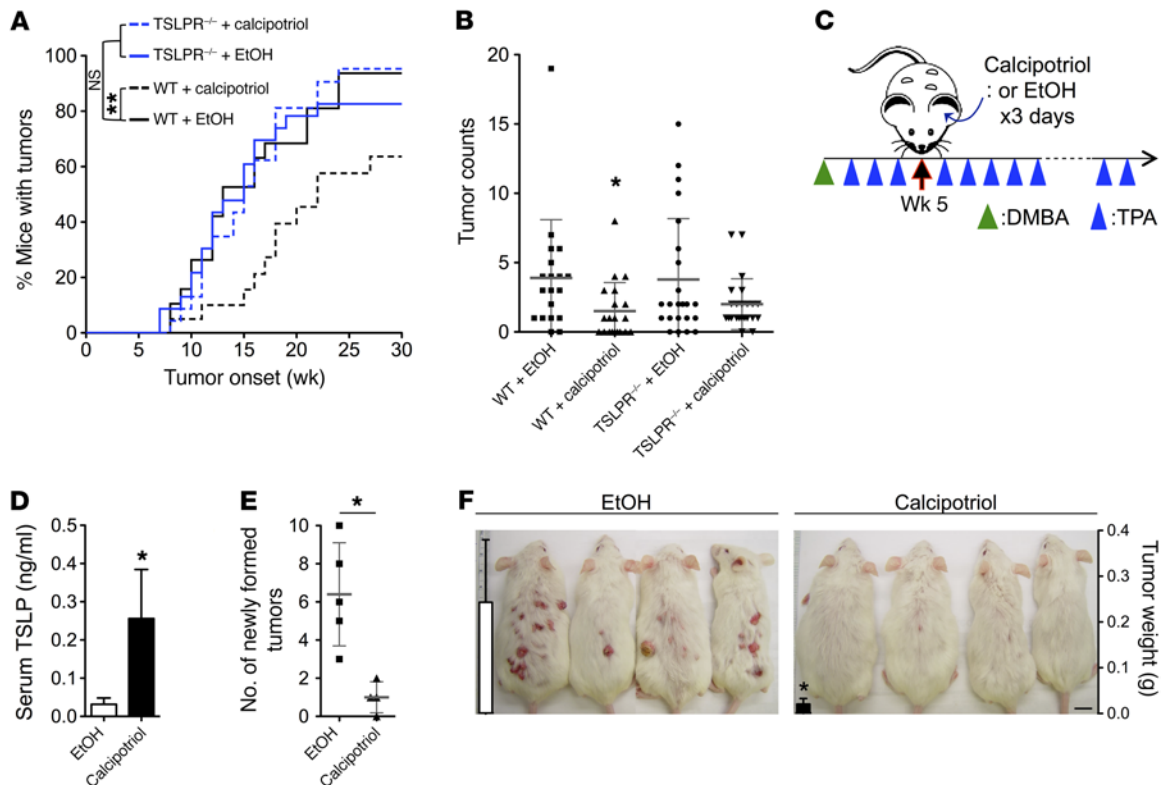 A
TSLPR⁻/⁻ + calcipotriol
TSLPR⁻/⁻ + EtOH
WT + calcipotriol
WT + EtOH
NS
**
% Mice with tumors
100
80
60
40
20
0
0 5 10 15 20 25 30
Tumor onset (wk)
B
Tumor counts
20
15
10
5
0
*
WT + EtOH
WT + calcipotriol
TSLPR⁻/⁻ + EtOH
TSLPR⁻/⁻ + calcipotriol
C
Calcipotriol
: or EtOH
x3 days
Wk 5
:DMBA :TPA
D
Serum TSLP (ng/ml)
0.5
0.4
0.3
0.2
0.1
0.0
*
EtOH
Calcipotriol
E
No. of newly formed
tumors
10
8
6
4
2
0
*
EtOH
Calcipotriol
F
EtOH Calcipotriol
*
0.4
0.3
0.2
0.1
0.0
Tumor weight (g)